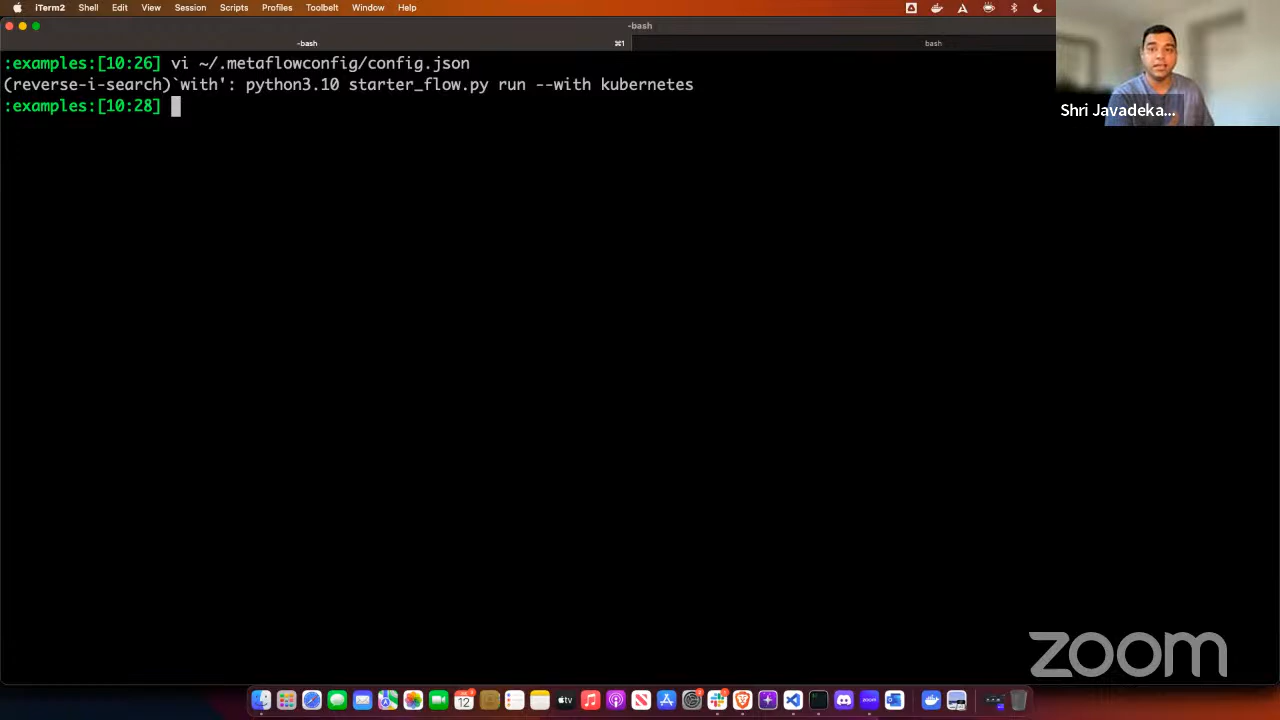 iTerm2 Shell Edit View Session Scripts Profiles Toolbelt Window Help
-bash
-bash ⌘1 bash
:examples:[10:26] vi ~/.metaflowconfig/config.json
(reverse-i-search)`with': python3.10 starter_flow.py run --with kubernetes
:examples:[10:28]
Shri Javadeka...
zoom
12